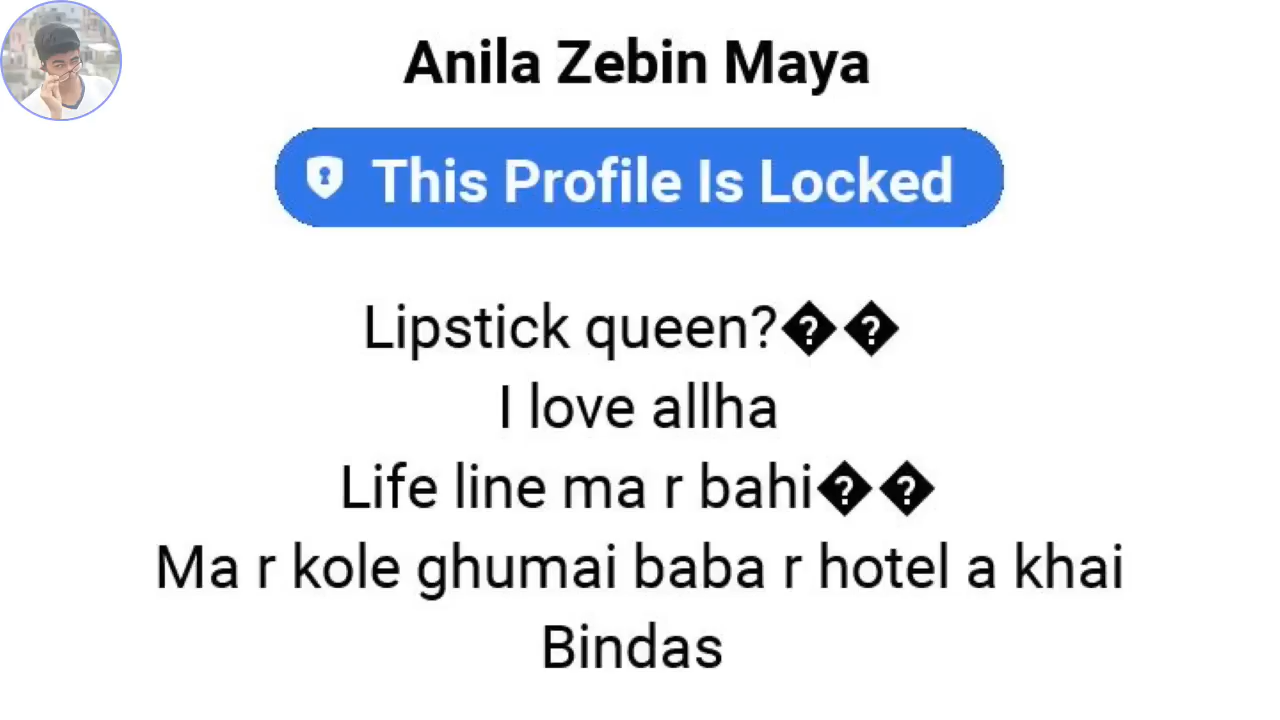 Anila Zebin Maya
This Profile Is Locked
Lipstick queen?��
I love allha
Life line ma r bahi��
Ma r kole ghumai baba r hotel a khai
Bindas